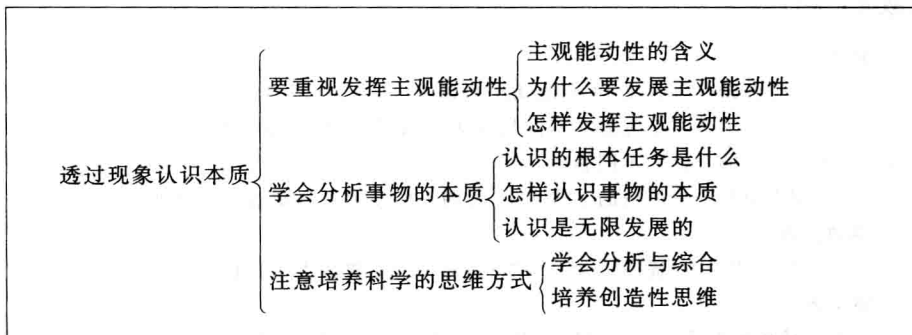 主观能动性的含义
要重视发挥主观能动性
为什么要发展主观能动性
怎样发挥主观能动性
透过现象认识本质
认识的根本任务是什么
学会分析事物的本质
怎样认识事物的本质
认识是无限发展的
注意培养科学的思维方式
学会分析与综合
培养创造性思维